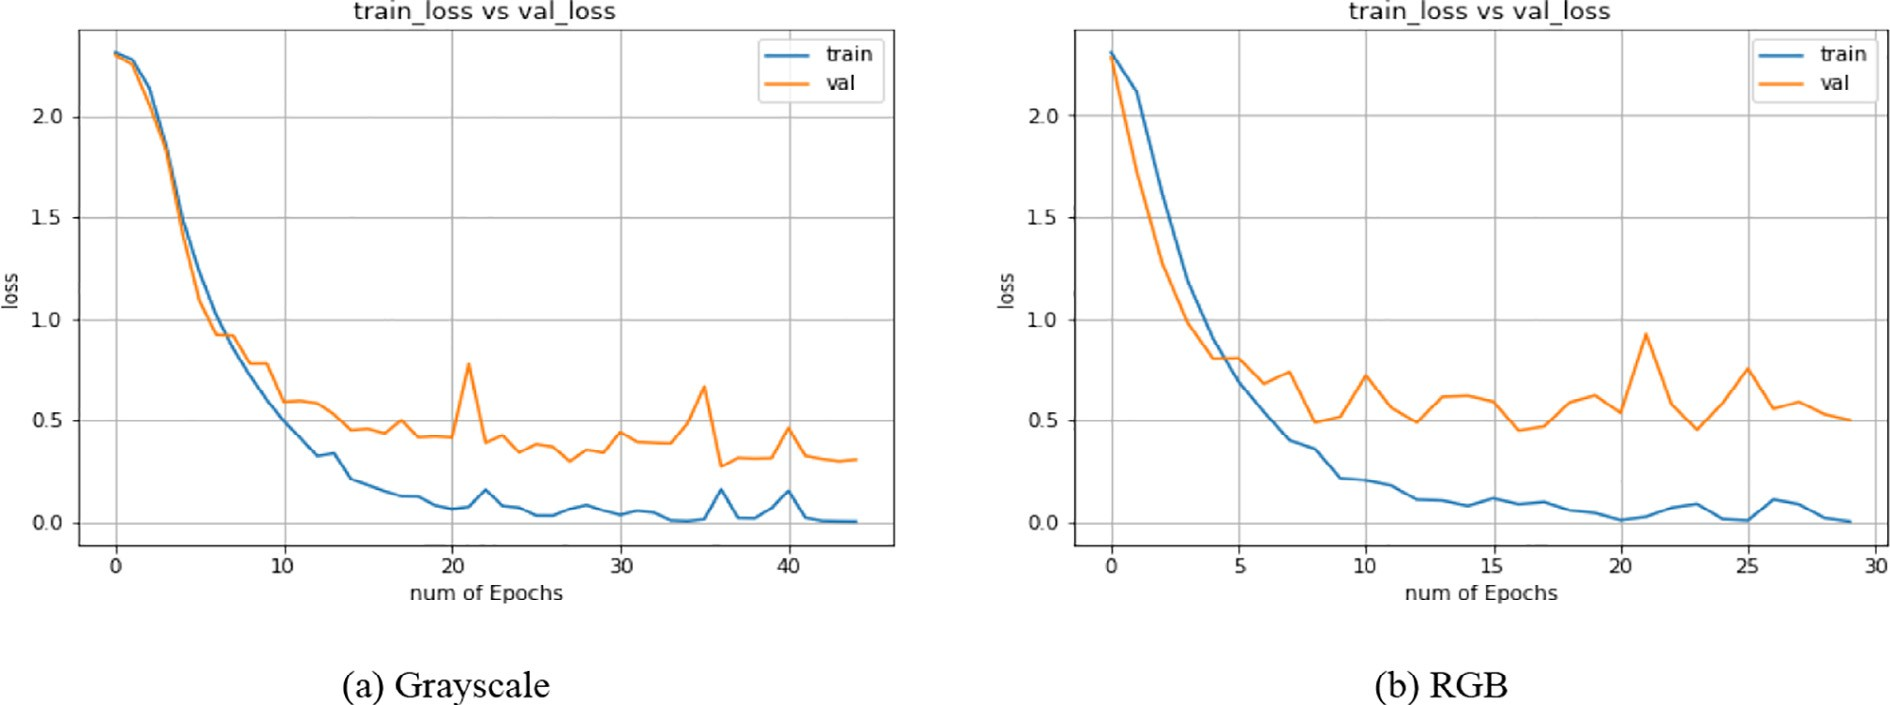 train_loss vs val_loss
train
val
2.0
1.5
1.0
0.5
0.0
loss
0 10 20 30 40
num of Epochs
(a) Grayscale
train_loss vs val_loss
train
val
2.0
1.5
1.0
0.5
0.0
loss
0 5 10 15 20 25 30
num of Epochs
(b) RGB